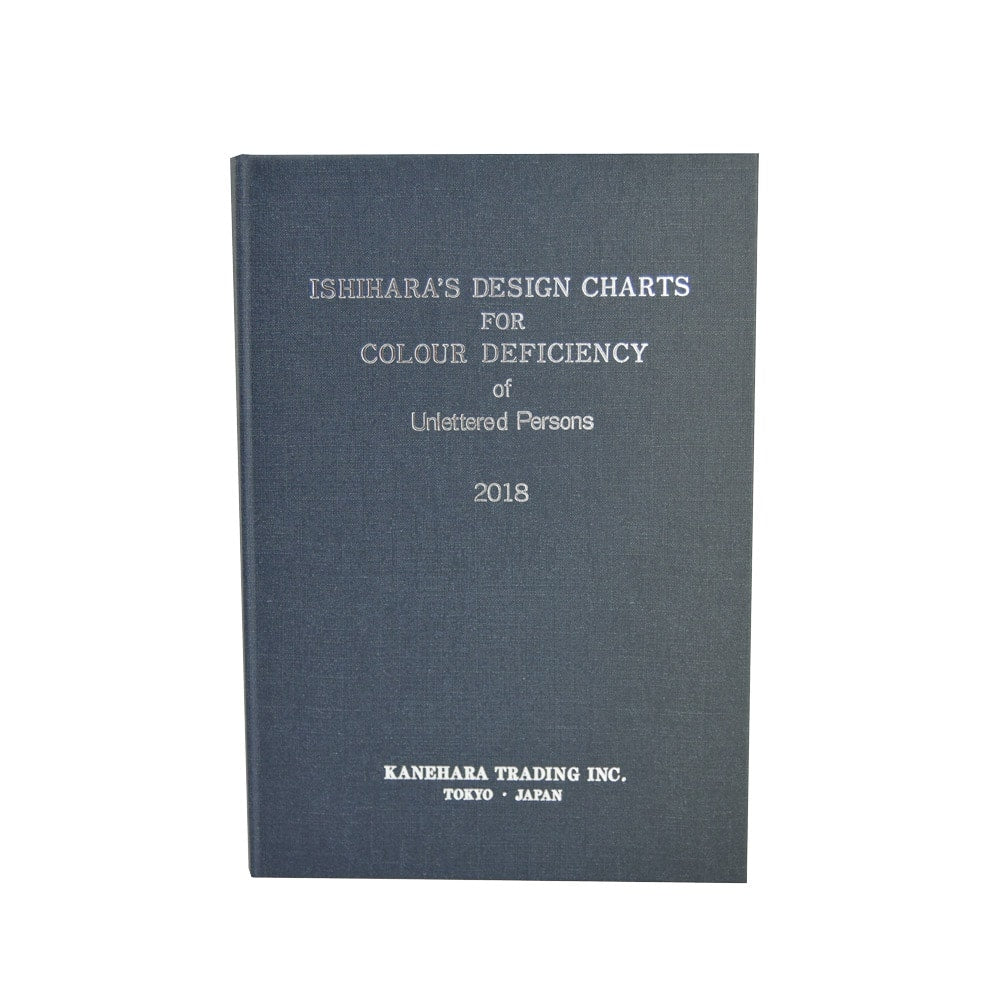 ISHIHARA'S DESIGN CHARTS
FOR
COLOUR DEFICIENCY
of
Unlettered Persons
2018
KANEHARA TRADING INC.
TOKYO · JAPAN